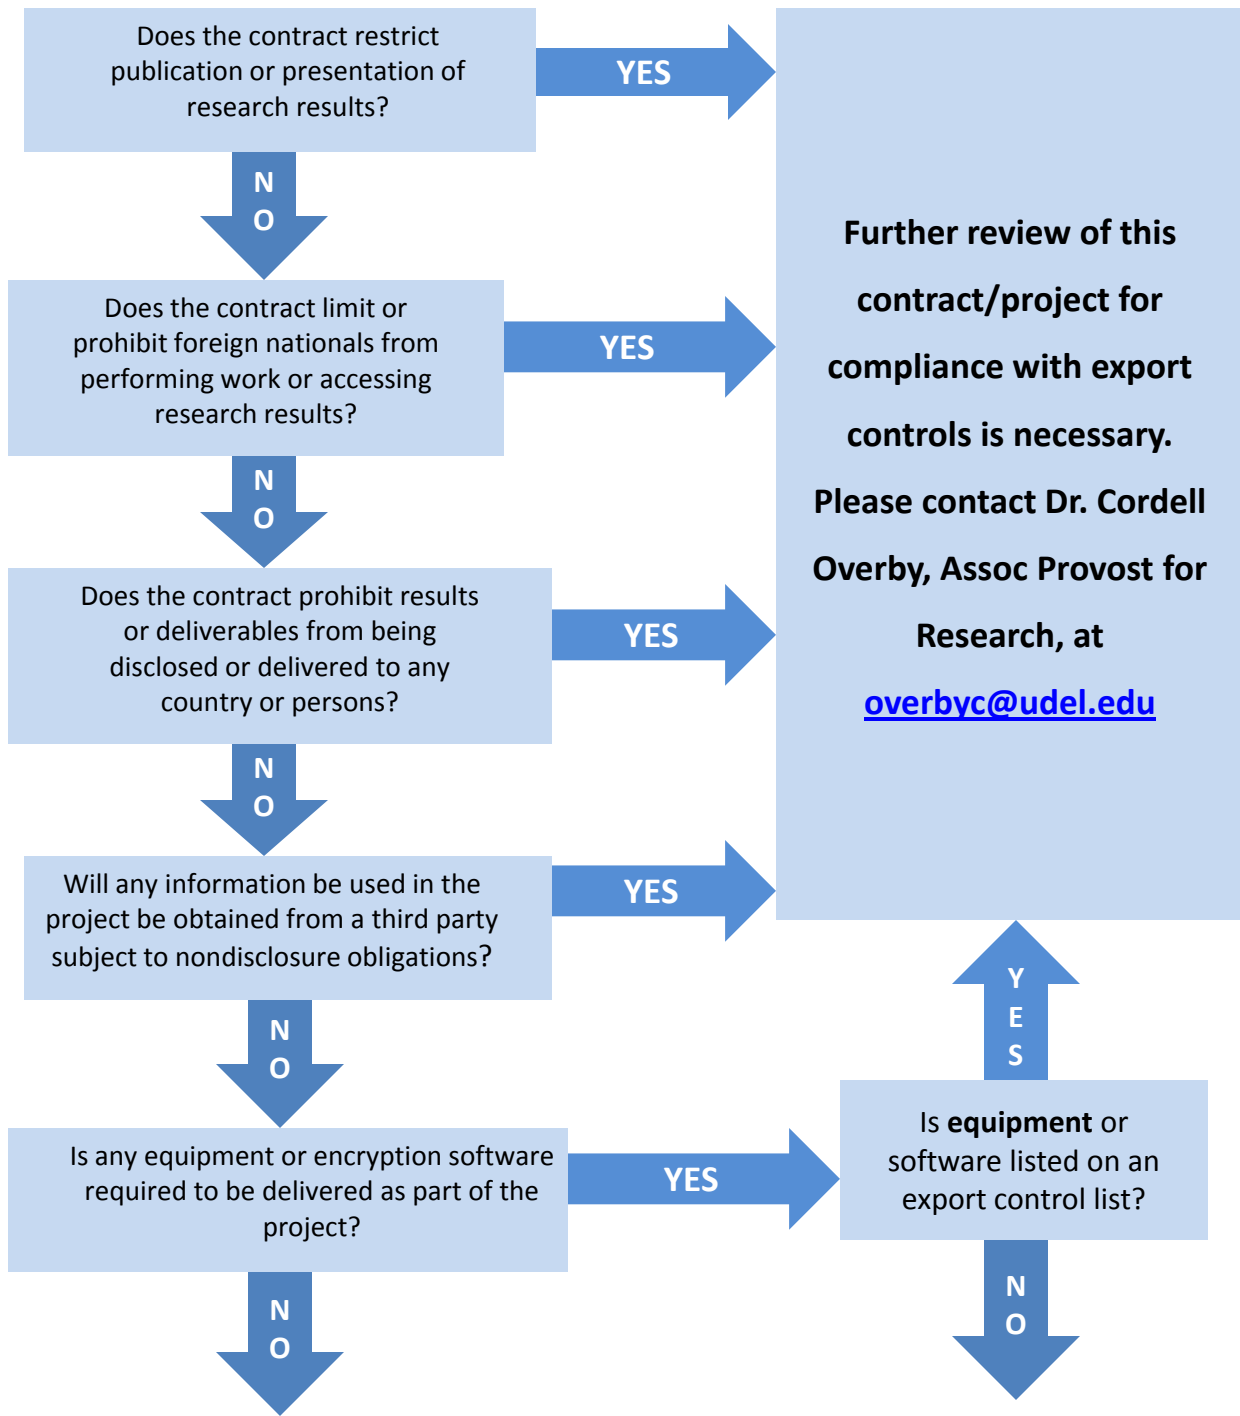 Does the contract restrict
publication or presentation of
research results?
YES
N
O
Does the contract limit or
prohibit foreign nationals from
performing work or accessing
research results?
YES
N
O
Does the contract prohibit results
or deliverables from being
disclosed or delivered to any
country or persons?
YES
N
O
Will any information be used in the
project be obtained from a third party
subject to nondisclosure obligations?
YES
N
O
Is any equipment or encryption software
required to be delivered as part of the
project?
YES
N
O
Further review of this
contract/project for
compliance with export
controls is necessary.
Please contact Dr. Cordell
Overby, Assoc Provost for
Research, at
overbyc@udel.edu
Y
E
S
Is equipment or
software listed on an
export control list?
N
O